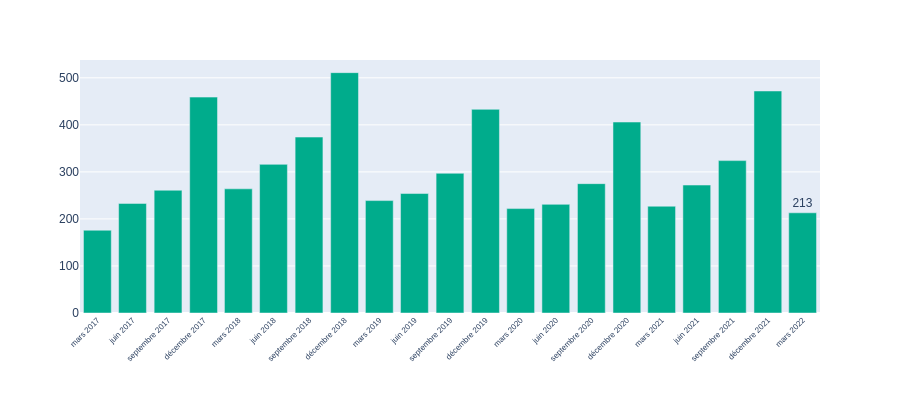 500
400
300
200
100
0
213
mars 2017
juin 2017
septembre 2017
décembre 2017
mars 2018
juin 2018
septembre 2018
décembre 2018
mars 2019
juin 2019
septembre 2019
décembre 2019
mars 2020
juin 2020
septembre 2020
décembre 2020
mars 2021
juin 2021
septembre 2021
décembre 2021
mars 2022